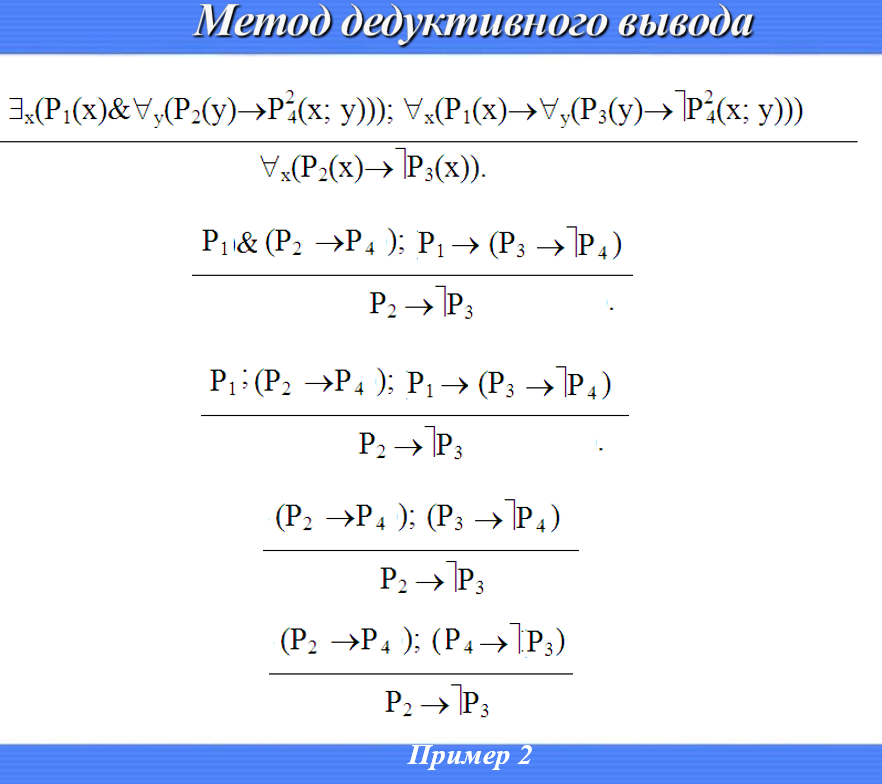 Метод дедуктивного вывода
∃ₓ(P₁(x)&∀ᵧ(P₂(y)→P₄²(x; y))); ∀ₓ(P₁(x)→∀ᵧ(P₃(y)→⅂P₄²(x; y)))
∀ₓ(P₂(x)→⅂P₃(x)).
P₁& (P₂ →P₄ ); P₁→ (P₃ →⅂P₄)
P₂→⅂P₃ .
P₁; (P₂ →P₄ ); P₁→ (P₃ →⅂P₄)
P₂→⅂P₃ .
(P₂ →P₄ ); (P₃ →⅂P₄)
P₂→⅂P₃
(P₂ →P₄ ); (P₄→⅂P₃)
P₂→⅂P₃
Пример 2